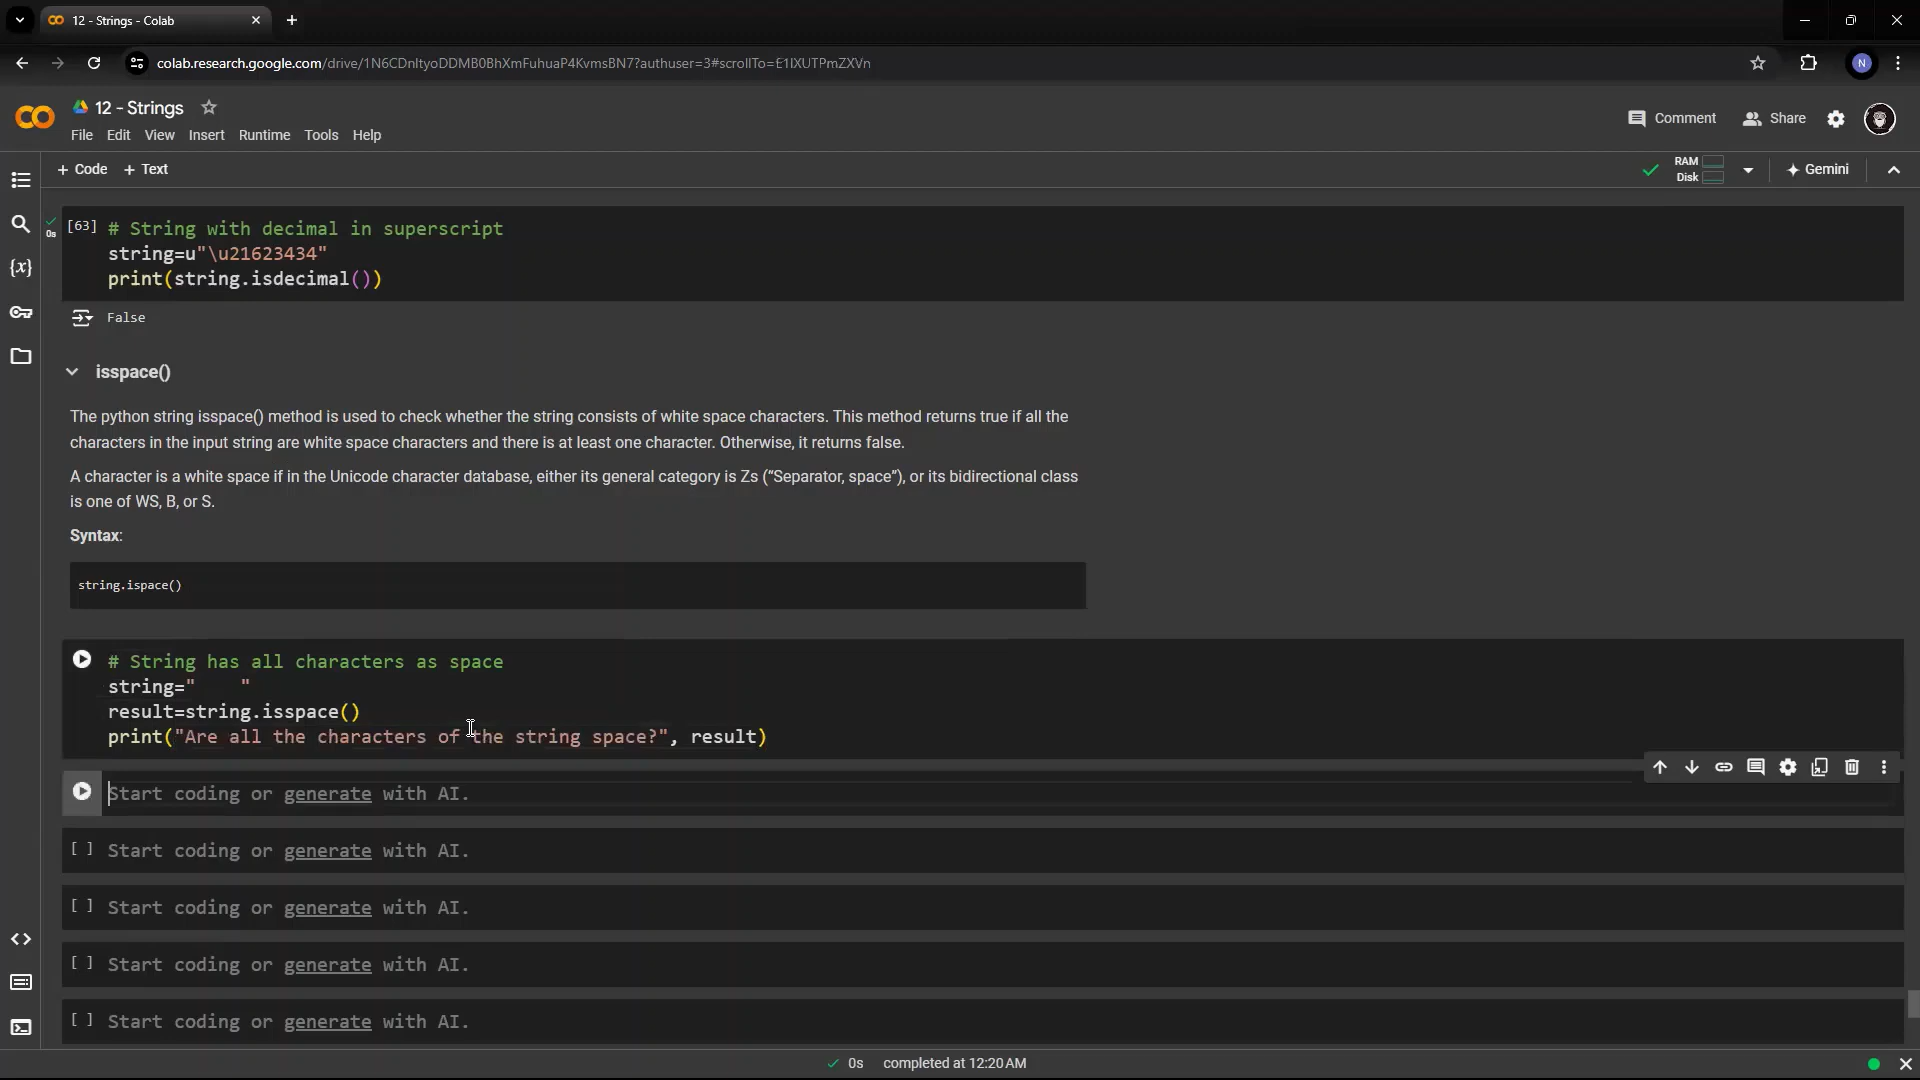 12 - Strings - Colab
colab.research.google.com/drive/1N6CDnItyoDDMB0BhXmFuhuaP4KvmsBN7?authuser=3#scrollTo=E1IXUTPmZXVn
N
12 - Strings
File Edit View Insert Runtime Tools Help
Comment Share
+ Code + Text
RAM
Disk
Gemini
[63] # String with decimal in superscript
0s
string=u"\u21623434"
print(string.isdecimal())
False
isspace()
The python string isspace() method is used to check whether the string consists of white space characters. This method returns true if all the
characters in the input string are white space characters and there is at least one character. Otherwise, it returns false.
A character is a white space if in the Unicode character database, either its general category is Zs (“Separator, space”), or its bidirectional class
is one of WS, B, or S.
Syntax:
string.ispace()
# String has all characters as space
string="    "
result=string.isspace()
print("Are all the characters of the string space?", result)
Start coding or generate with AI.
[ ] Start coding or generate with AI.
[ ] Start coding or generate with AI.
[ ] Start coding or generate with AI.
[ ] Start coding or generate with AI.
0s completed at 12:20 AM